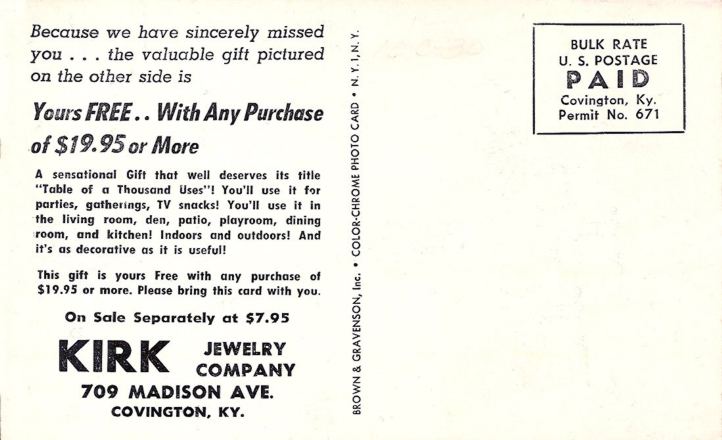 Because we have sincerely missed
you . . . the valuable gift pictured
on the other side is
Yours FREE . . With Any Purchase
of $19.95 or More
A sensational Gift that well deserves its title
"Table of a Thousand Uses"! You'll use it for
parties, gatherings, TV snacks! You'll use it in
the living room, den, patio, playroom, dining
room, and kitchen! Indoors and outdoors! And
it's as decorative as it is useful!
This gift is yours Free with any purchase of
$19.95 or more. Please bring this card with you.
On Sale Separately at $7.95
KIRK JEWELRY
COMPANY
709 MADISON AVE.
COVINGTON, KY.
BROWN & GRAVENSON, Inc. • COLOR-CHROME PHOTO CARD • N.Y. 1, N.Y.
BULK RATE
U. S. POSTAGE
PAID
Covington, Ky.
Permit No. 671